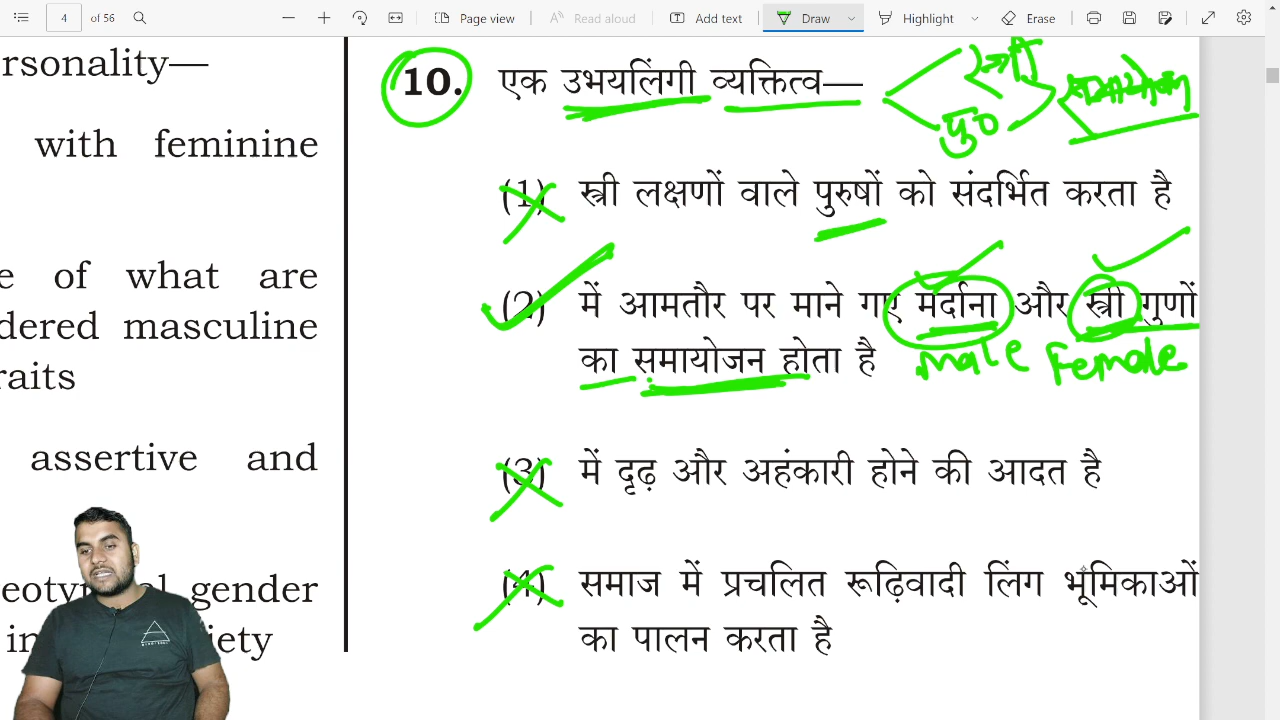 4 of 56 Page view Read aloud Add text Draw Highlight Erase
rsonality—
with feminine
e of what are
dered masculine
raits
assertive and
gender
iety
10. एक उभयलिंगी व्यक्तित्व—
स्त्री
पु०
समायोजन
(1) स्त्री लक्षणों वाले पुरुषों को संदर्भित करता है
(2) में आमतौर पर माने गए मर्दाना और स्त्री गुणों
का समायोजन होता है
male Female
(3) में दृढ़ और अहंकारी होने की आदत है
(4) समाज में प्रचलित रूढ़िवादी लिंग भूमिकाओं
का पालन करता है